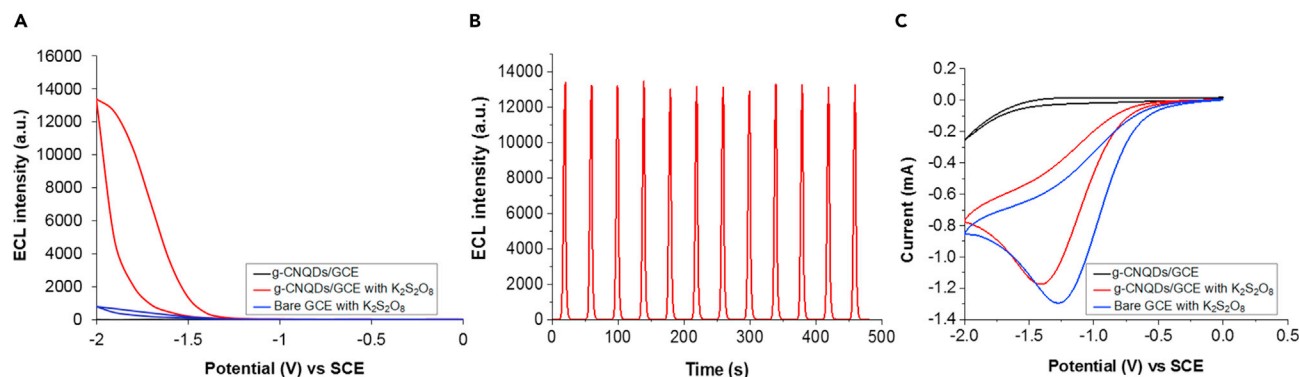 A
ECL intensity (a.u.)
16000
14000
12000
10000
8000
6000
4000
2000
0
-2
-1.5
-1
-0.5
0
Potential (V) vs SCE
g-CNQDs/GCE
g-CNQDs/GCE with K₂S₂O₈
Bare GCE with K₂S₂O₈
B
ECL intensity (a.u.)
14000
12000
10000
8000
6000
4000
2000
0
0
100
200
300
400
500
Time (s)
C
Current (mA)
0.2
0.0
-0.2
-0.4
-0.6
-0.8
-1.0
-1.2
-1.4
-2.0
-1.5
-1.0
-0.5
0.0
0.5
Potential (V) vs SCE
g-CNQDs/GCE
g-CNQDs/GCE with K₂S₂O₈
Bare GCE with K₂S₂O₈